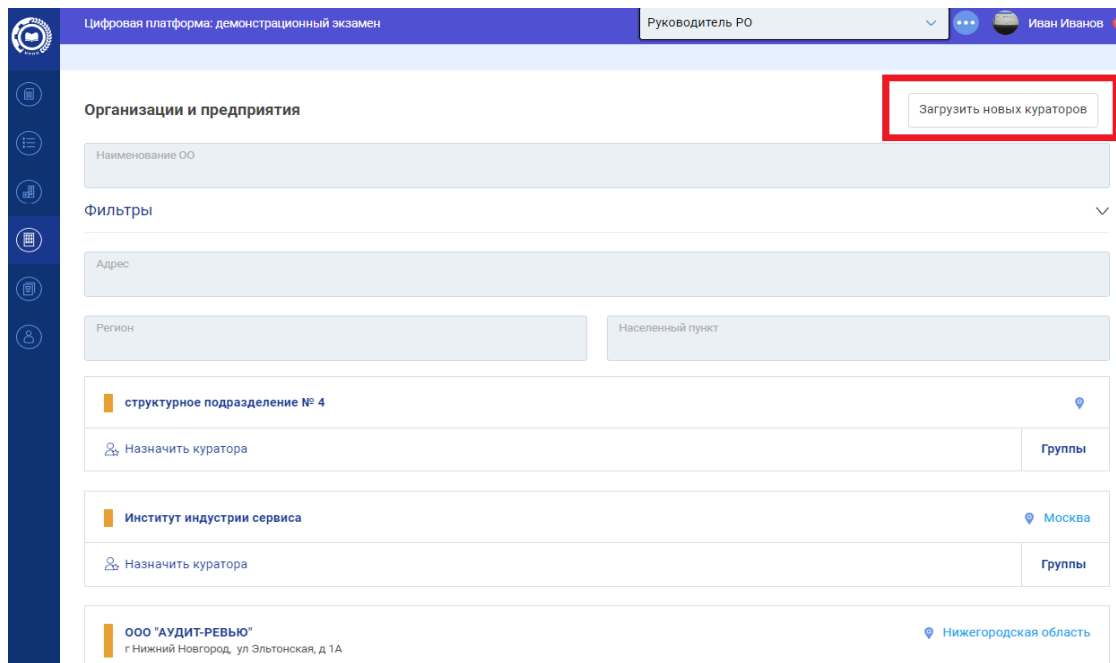 Цифровая платформа: демонстрационный экзамен
Руководитель РО
Иван Иванов
Организации и предприятия
Загрузить новых кураторов
Наименование ОО
Фильтры
Адрес
Регион
Населенный пункт
структурное подразделение № 4
Назначить куратора
Группы
Институт индустрии сервиса
Москва
Назначить куратора
Группы
ООО "АУДИТ-РЕВЬЮ"
Нижегородская область
г Нижний Новгород, ул Эльтонская, д 1А